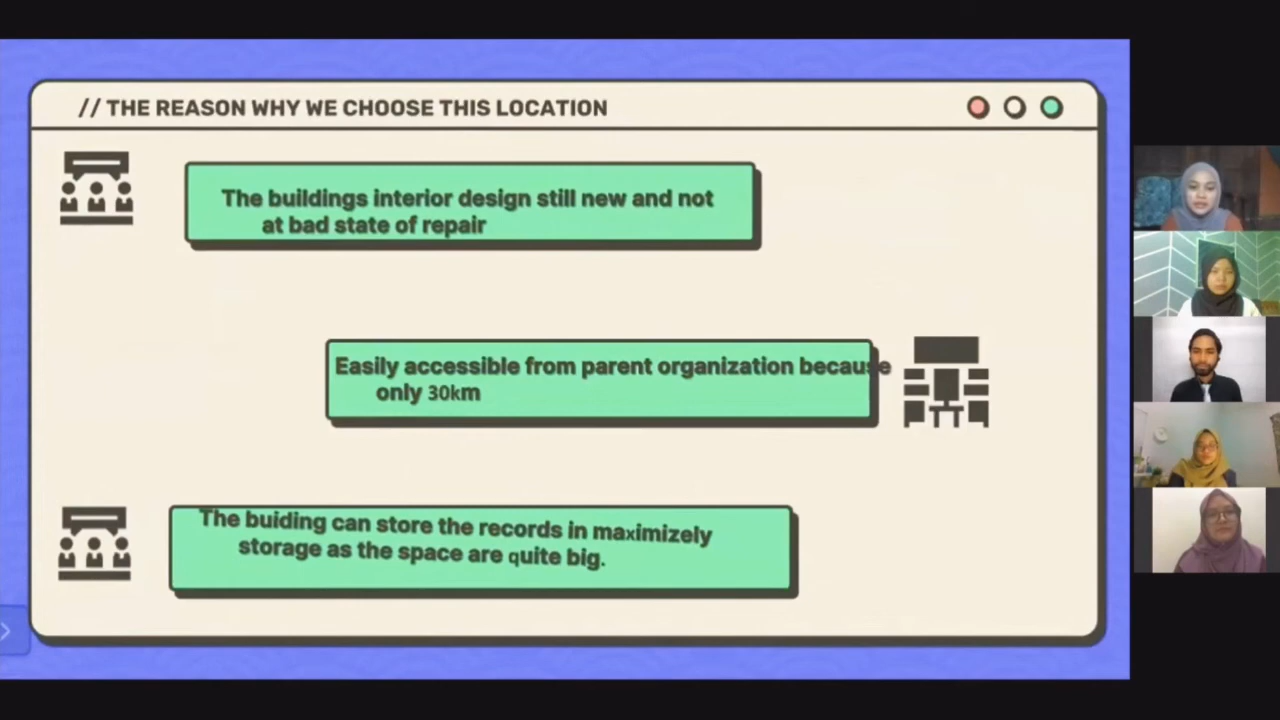 // THE REASON WHY WE CHOOSE THIS LOCATION
The buildings interior design still new and not
at bad state of repair
Easily accessible from parent organization because
only 30km
The buiding can store the records in maximizely
storage as the space are quite big.